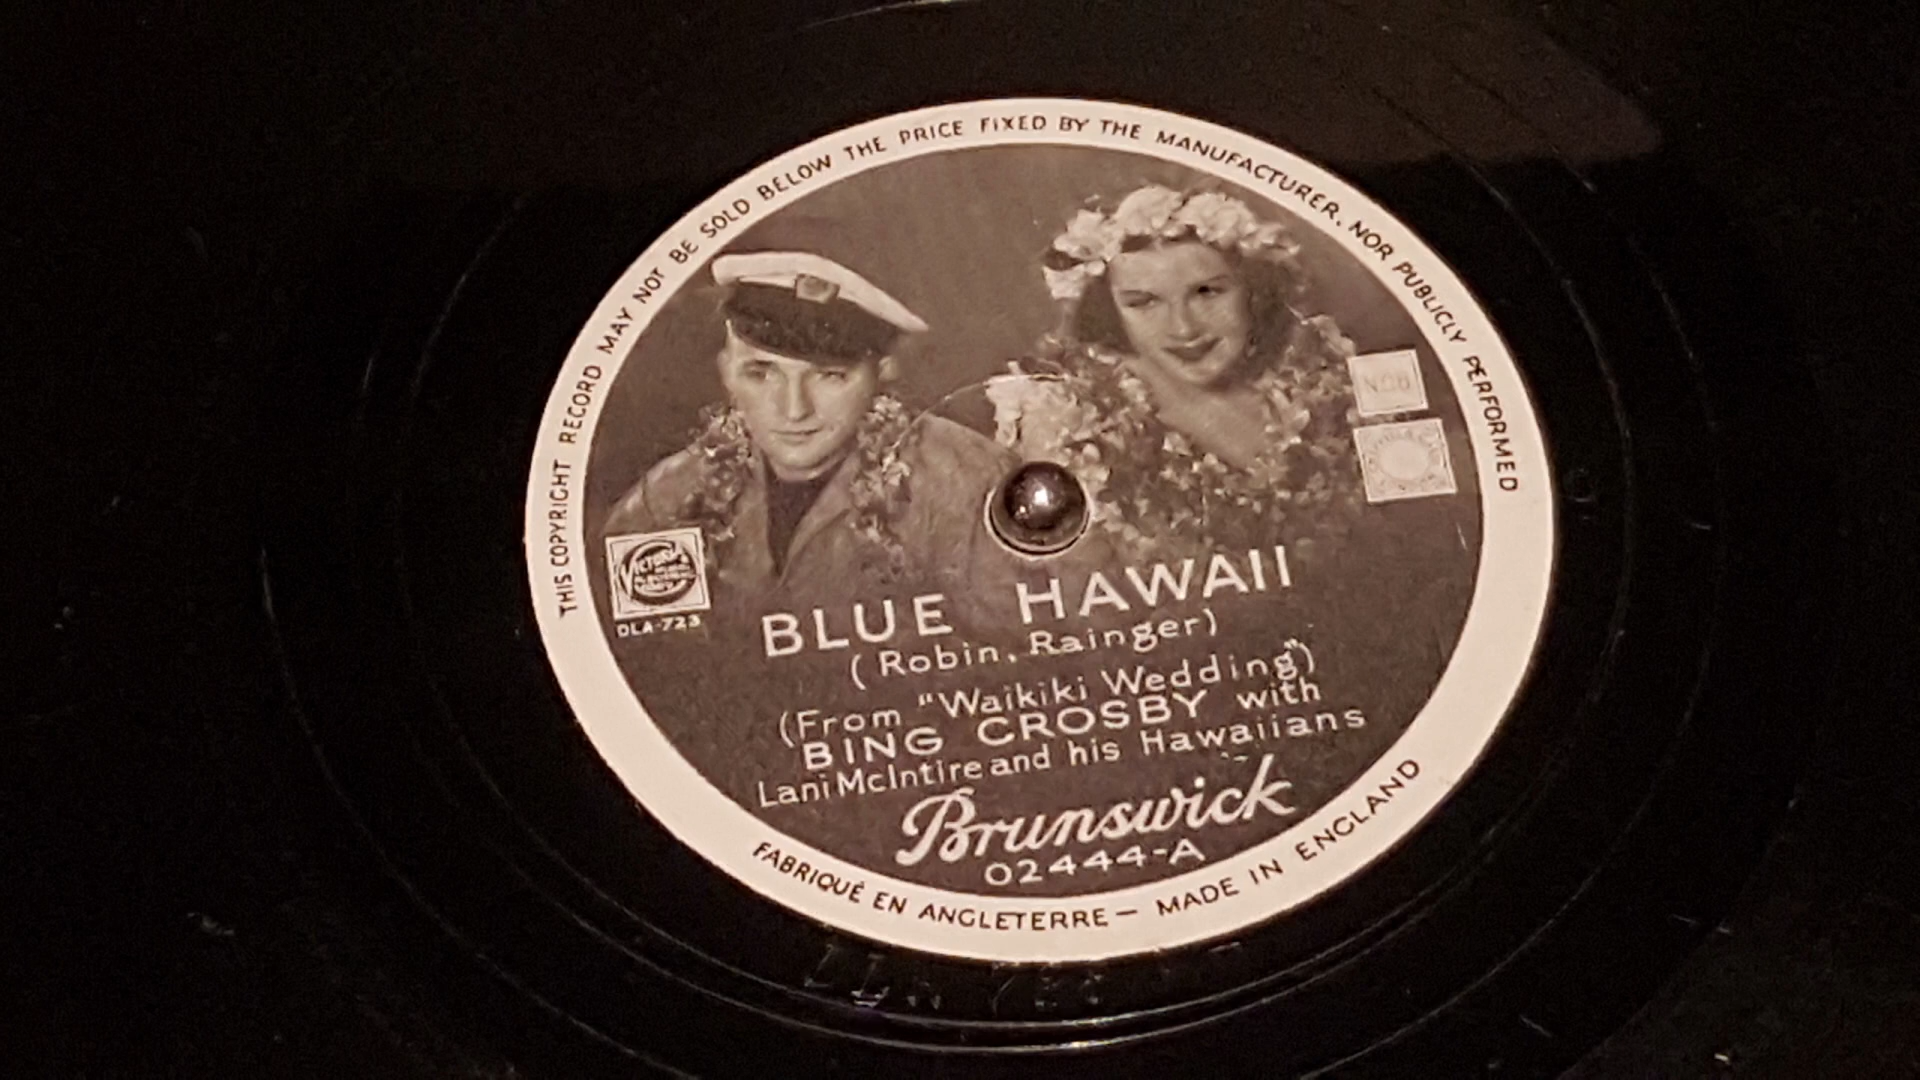 THIS COPYRIGHT RECORD MAY NOT BE SOLD BELOW THE PRICE FIXED BY THE MANUFACTURER, NOR PUBLICLY PERFORMED
NCB
DLA-723
BLUE HAWAII
(Robin, Rainger)
(From "Waikiki Wedding")
BING CROSBY with
Lani McIntire and his Hawaiians
Brunswick
02444-A
FABRIQUÉ EN ANGLETERRE — MADE IN ENGLAND